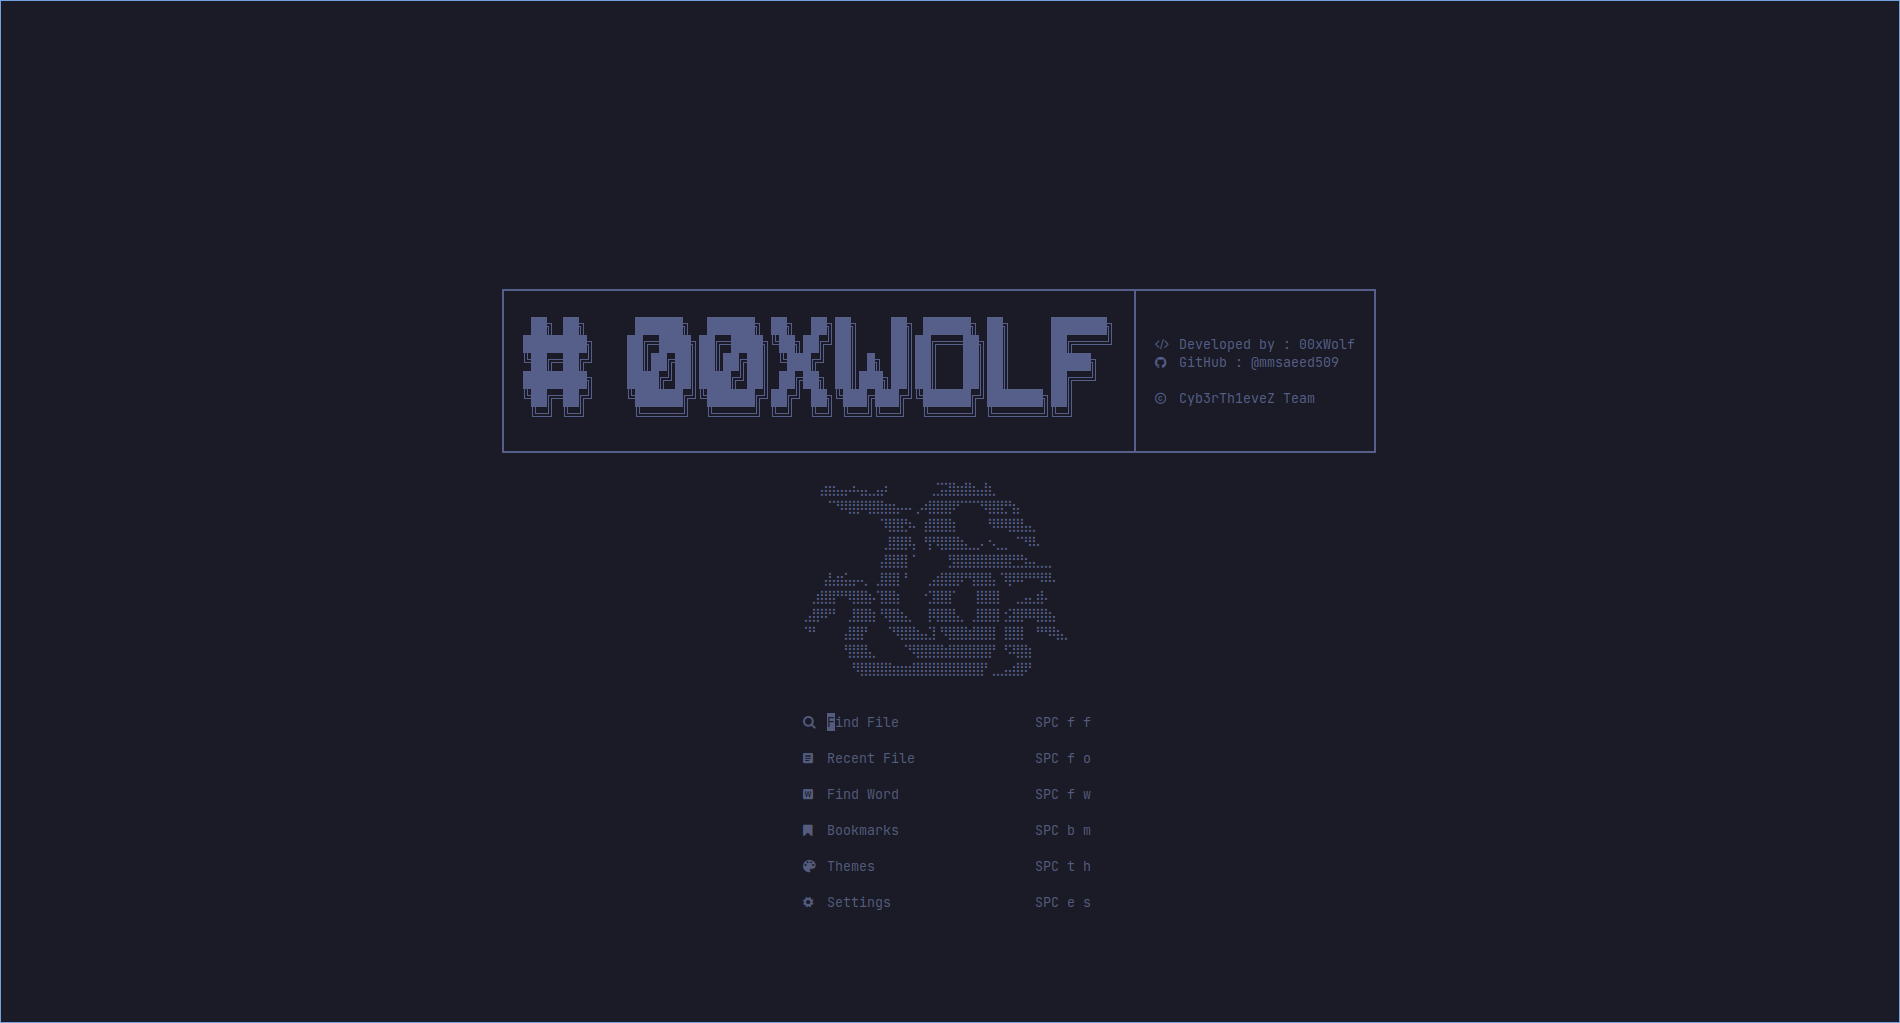 # 00XWOLF
Developed by : 00xWolf
GitHub : @mmsaeed509
Cyb3rTh1eveZ Team
Find File SPC f f
Recent File SPC f o
Find Word SPC f w
Bookmarks SPC b m
Themes SPC t h
Settings SPC e s